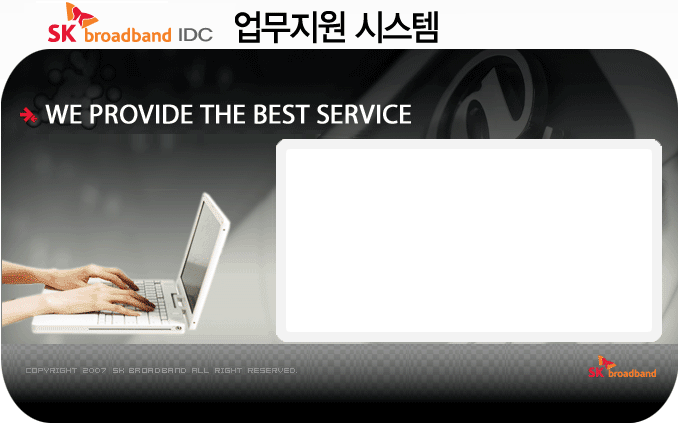 SK broadband IDC 업무지원 시스템
WE PROVIDE THE BEST SERVICE
COPYRIGHT 2007 SK BROADBAND ALL RIGHT RESERVED.
SK broadband